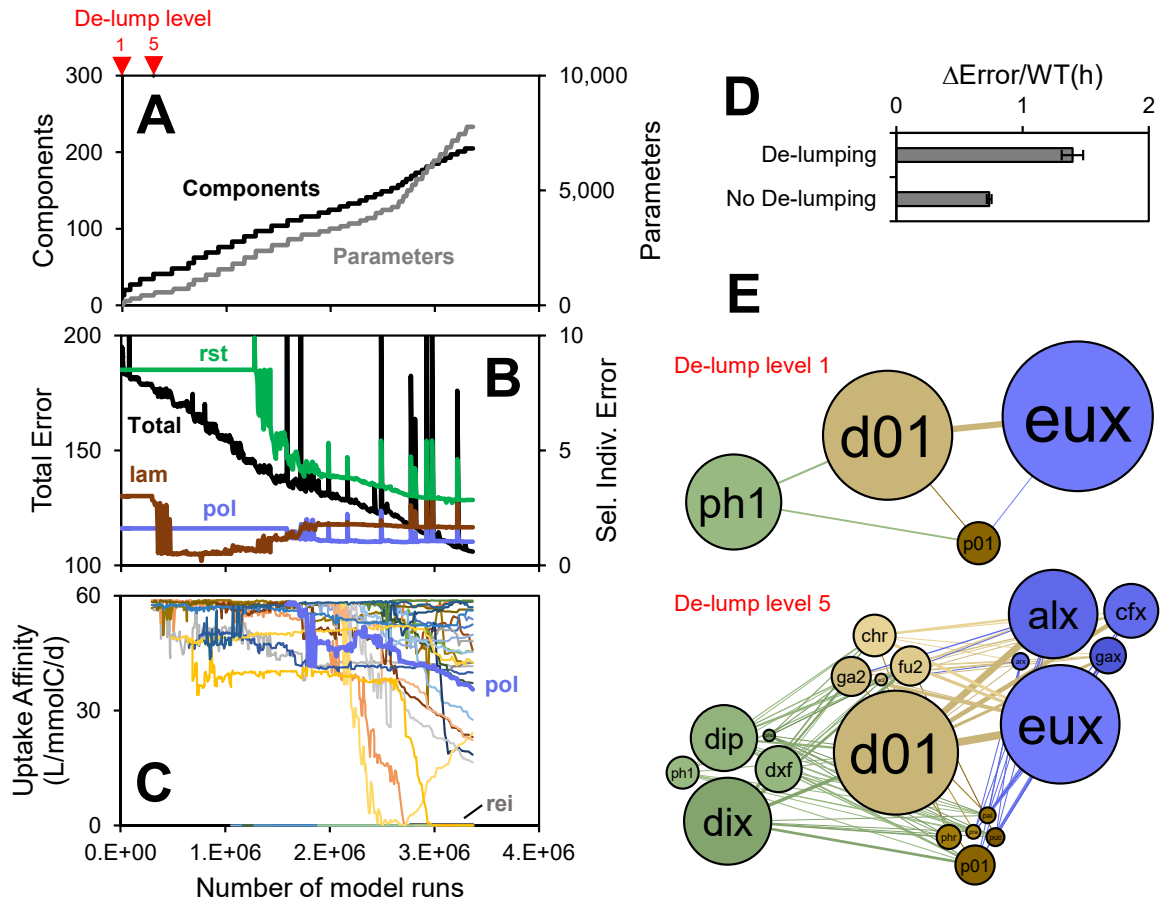 De-lump level
1 5
300
200
100
0
Components
10,000
5,000
0
Parameters
A
Components
Parameters
200
150
100
Total Error
10
5
0
Sel. Indiv. Error
B
rst
Total
lam
pol
60
30
0
Uptake Affinity
(L/mmolC/d)
C
pol
rei
0.E+00 1.E+06 2.E+06 3.E+06 4.E+06
Number of model runs
D
ΔError/WT(h)
0 1 2
De-lumping
No De-lumping
E
De-lump level 1
ph1
d01
eux
p01
De-lump level 5
chr
ga2
fu2
d01
alx
cfx
arx
gax
eux
dip
ph1
dxf
dix
pal
phr
puc
p01